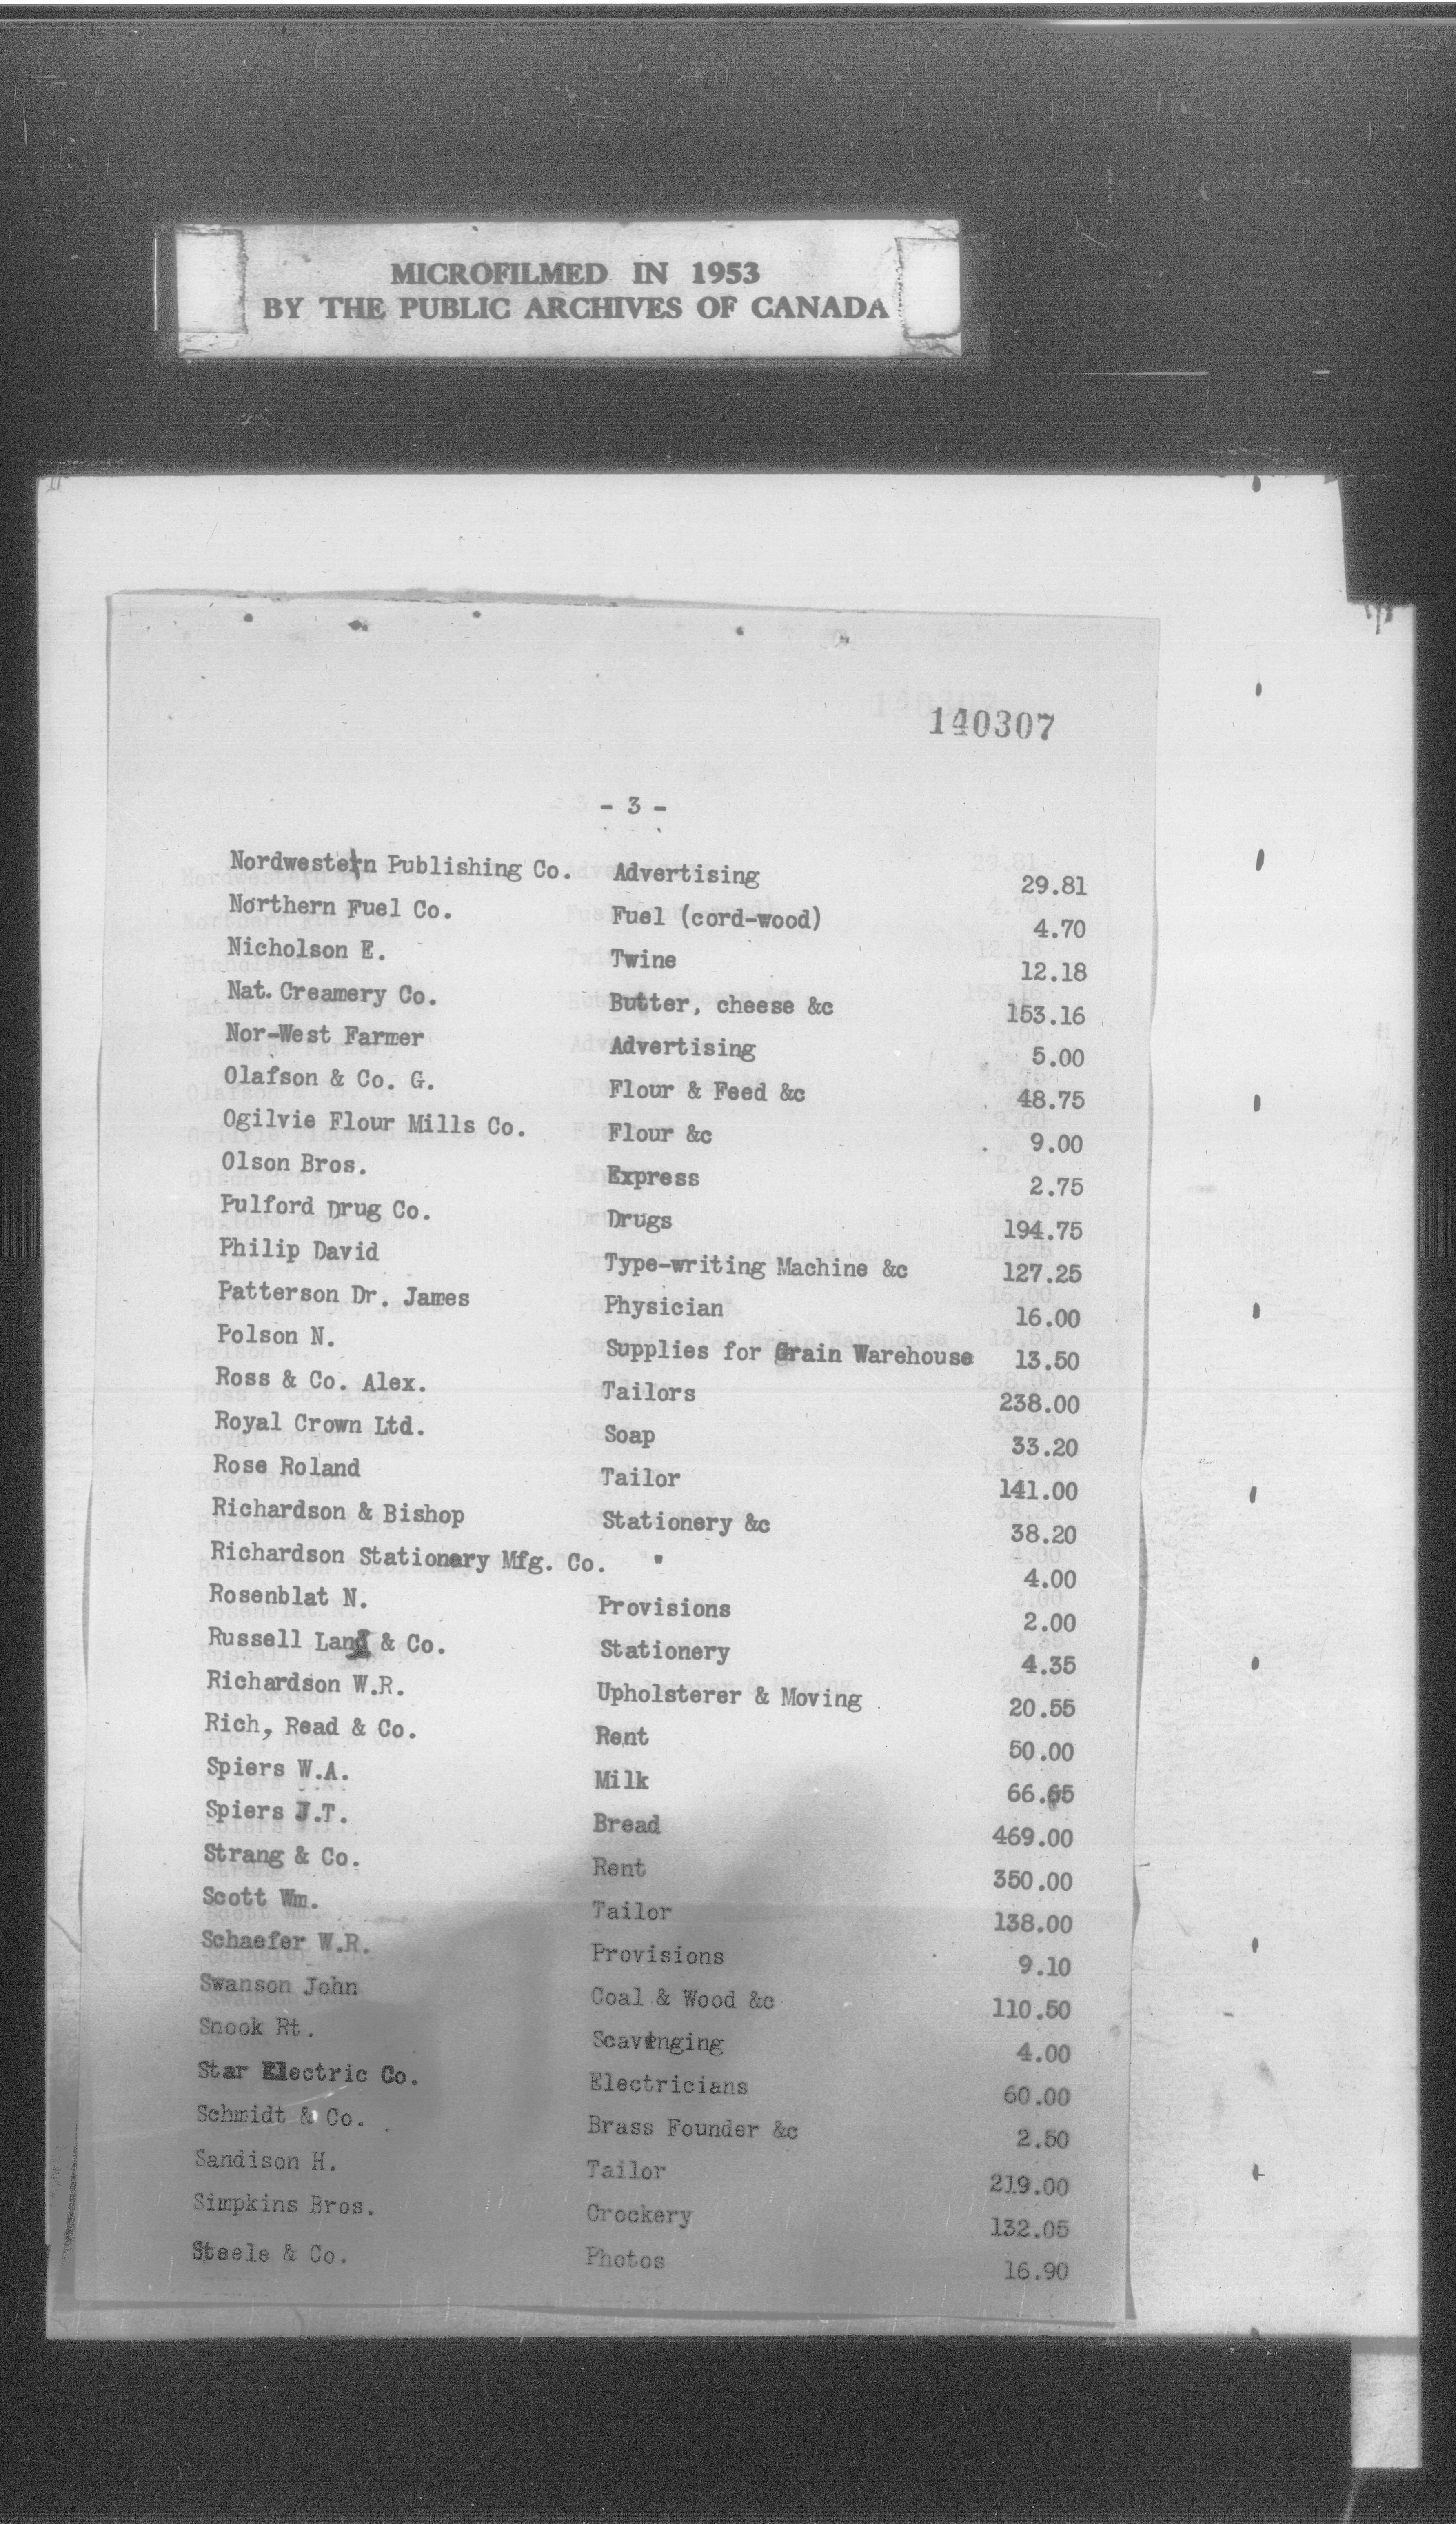 MICROFILMED IN 1953
BY THE PUBLIC ARCHIVES OF CANADA
140307
- 3 -
Nordwestern Publishing Co. Advertising 29.81
Northern Fuel Co. Fuel (cord-wood) 4.70
Nicholson E. Twine 12.18
Nat. Creamery Co. Butter, cheese &c 153.16
Nor-West Farmer Advertising 5.00
Olafson & Co. G. Flour & Feed &c 48.75
Ogilvie Flour Mills Co. Flour &c 9.00
Olson Bros. Express 2.75
Pulford Drug Co. Drugs 194.75
Philip David Type-writing Machine &c 127.25
Patterson Dr. James Physician 16.00
Polson N. Supplies for Grain Warehouse 13.50
Ross & Co. Alex. Tailors 238.00
Royal Crown Ltd. Soap 33.20
Rose Roland Tailor 141.00
Richardson & Bishop Stationery &c 38.20
Richardson Stationary Mfg. Co. " 4.00
Rosenblat N. Provisions 2.00
Russell Lang & Co. Stationery 4.35
Richardson W.R. Upholsterer & Moving 20.55
Rich, Read & Co. Rent 50.00
Spiers W.A. Milk 66.65
Spiers J.T. Bread 469.00
Strang & Co. Rent 350.00
Scott Wm. Tailor 138.00
Schaefer W.R. Provisions 9.10
Swanson John Coal & Wood &c 110.50
Snook Rt. Scavenging 4.00
Star Electric Co. Electricians 60.00
Schmidt & Co. Brass Founder &c 2.50
Sandison H. Tailor 219.00
Simpkins Bros. Crockery 132.05
Steele & Co. Photos 16.90